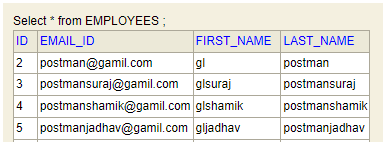 Select * from EMPLOYEES ;
ID EMAIL_ID FIRST_NAME LAST_NAME
2 postman@gamil.com gl postman
3 postmansuraj@gamil.com glsuraj postmansuraj
4 postmanshamik@gamil.com glshamik postmanshamik
5 postmanjadhav@gamil.com gljadhav postmanjadhav